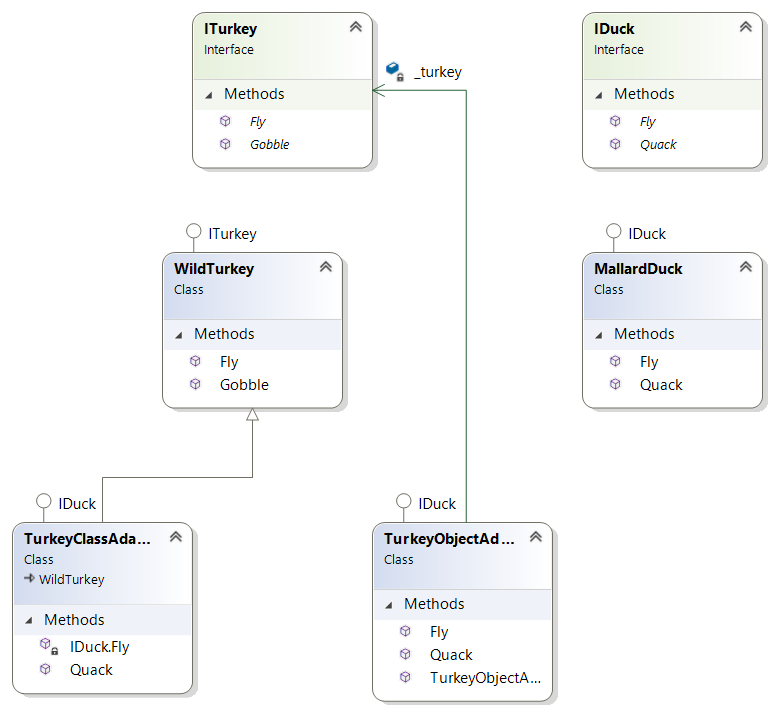 ITurkey
Interface
Methods
Fly
Gobble
_turkey
IDuck
Interface
Methods
Fly
Quack
ITurkey
WildTurkey
Class
Methods
Fly
Gobble
IDuck
MallardDuck
Class
Methods
Fly
Quack
IDuck
TurkeyClassAda...
Class
WildTurkey
Methods
IDuck.Fly
Quack
IDuck
TurkeyObjectAd...
Class
Methods
Fly
Quack
TurkeyObjectA...